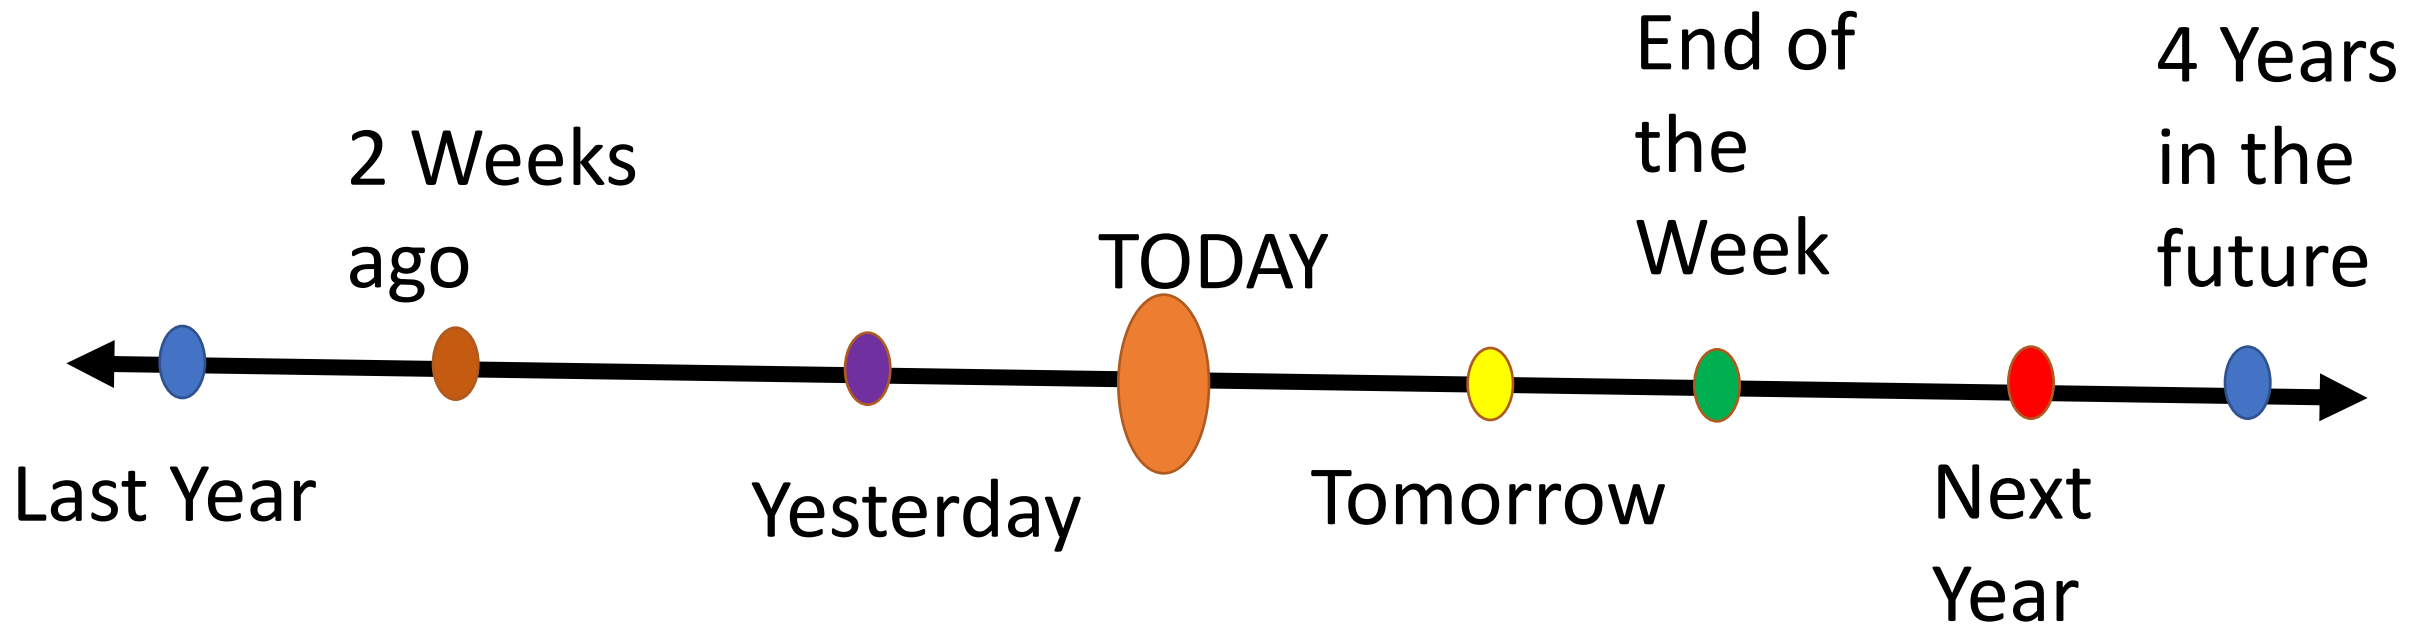 Last Year
2 Weeks
ago
Yesterday
TODAY
Tomorrow
End of
the
Week
Next
Year
4 Years
in the
future